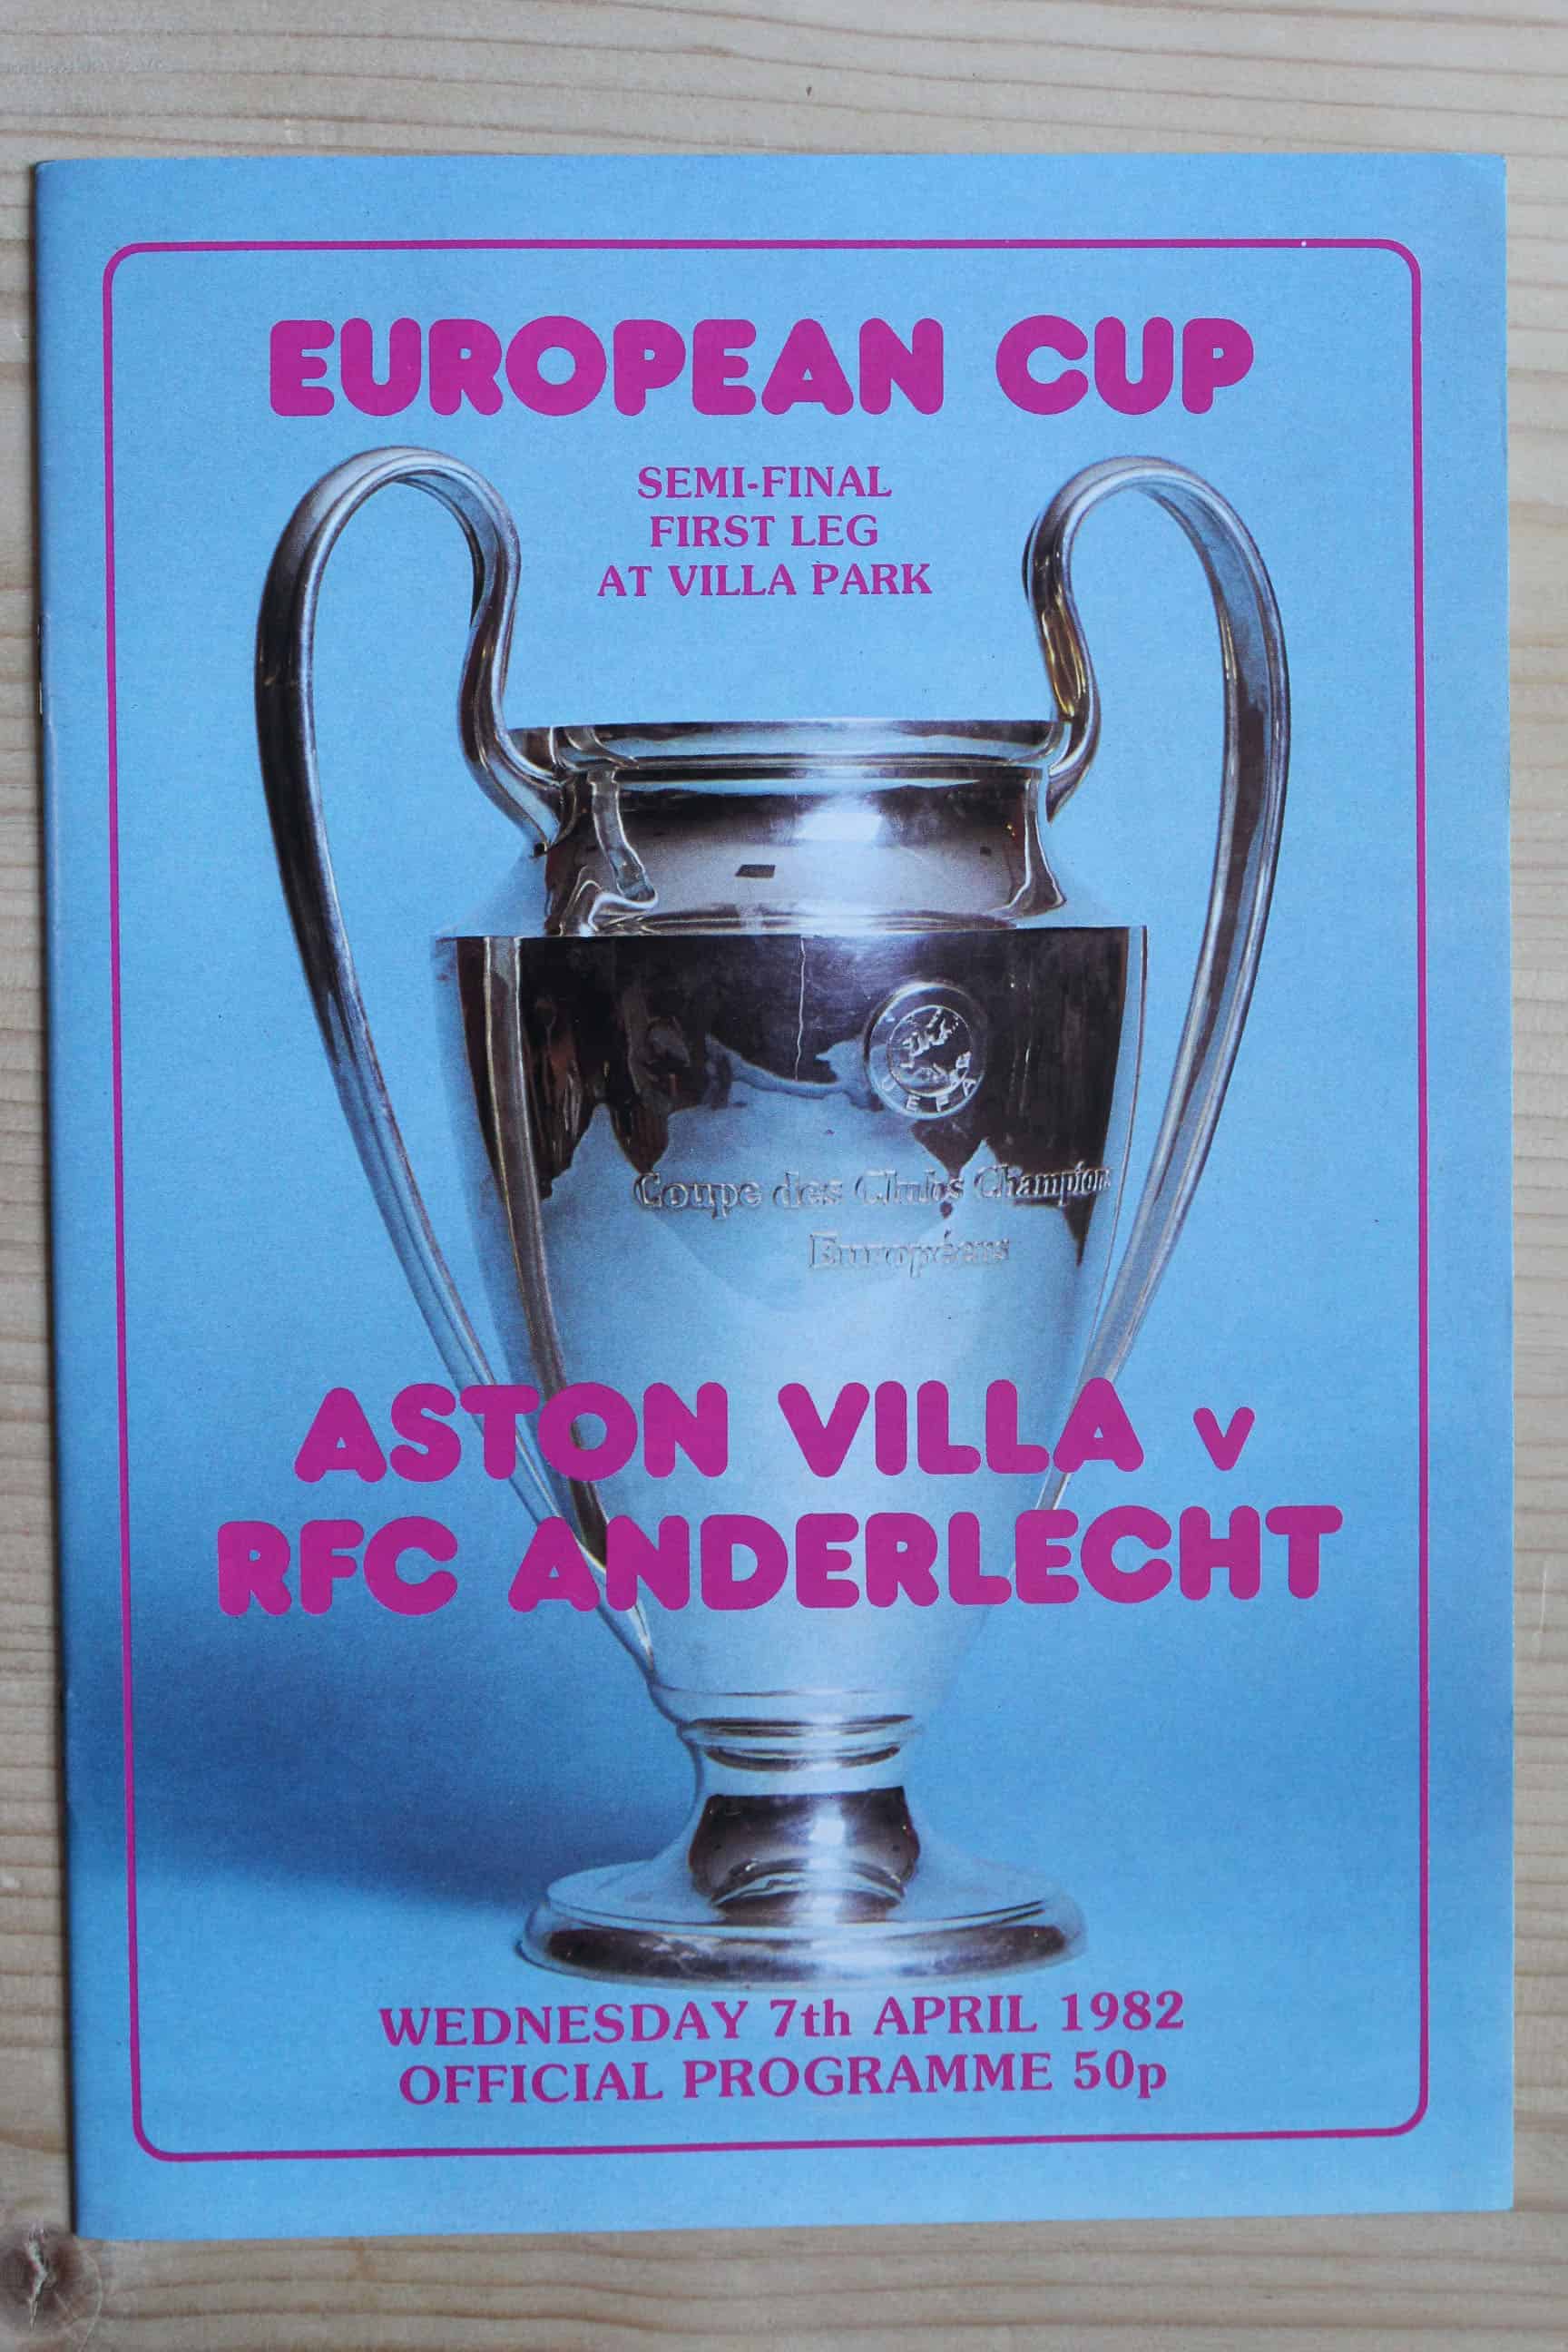 EUROPEAN CUP
SEMI-FINAL
FIRST LEG
AT VILLA PARK
UEFA
Coupe des Clubs Champions
Européens
ASTON VILLA v
RFC ANDERLECHT
WEDNESDAY 7th APRIL 1982
OFFICIAL PROGRAMME 50p